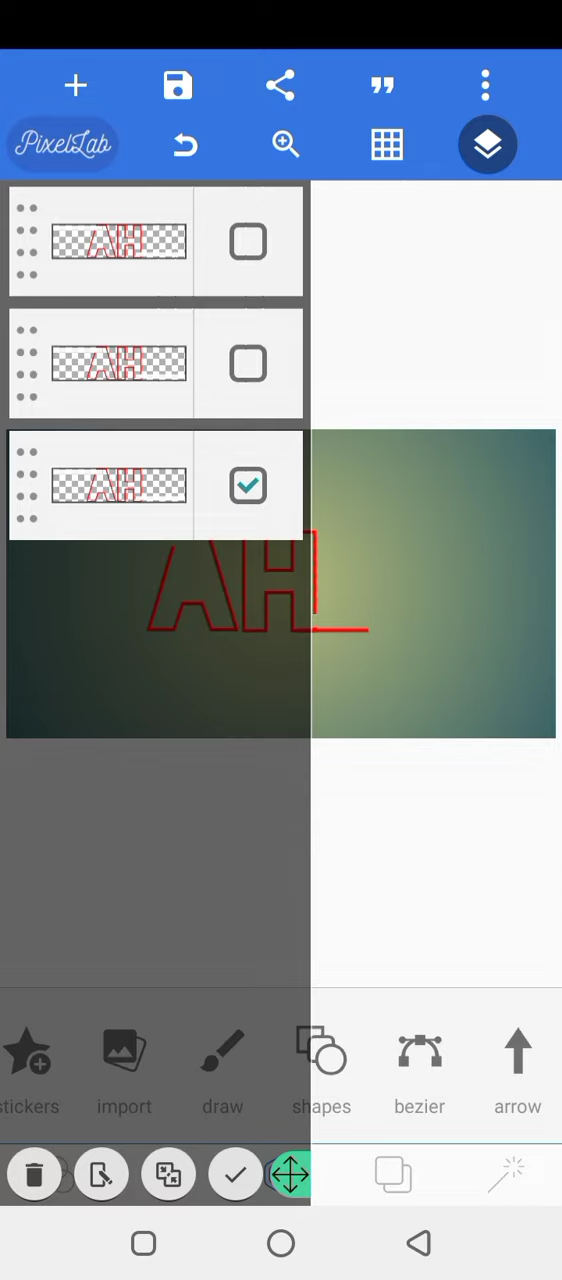 PixelLab
AH
AH
AH
AH
stickers
import
draw
shapes
bezier
arrow